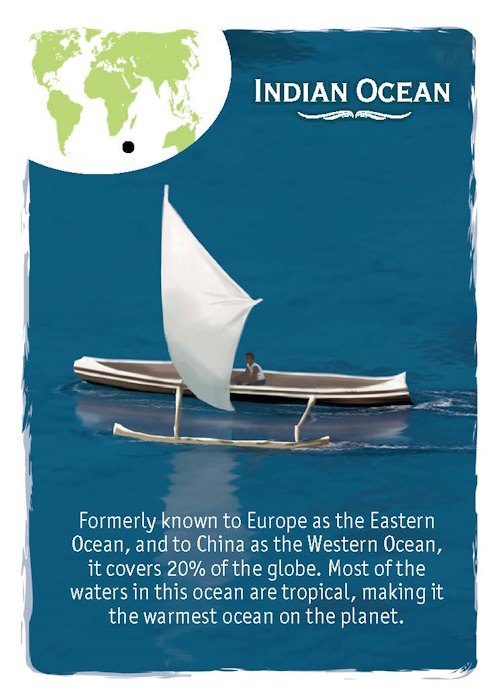 INDIAN OCEAN
Formerly known to Europe as the Eastern
Ocean, and to China as the Western Ocean,
it covers 20% of the globe. Most of the
waters in this ocean are tropical, making it
the warmest ocean on the planet.